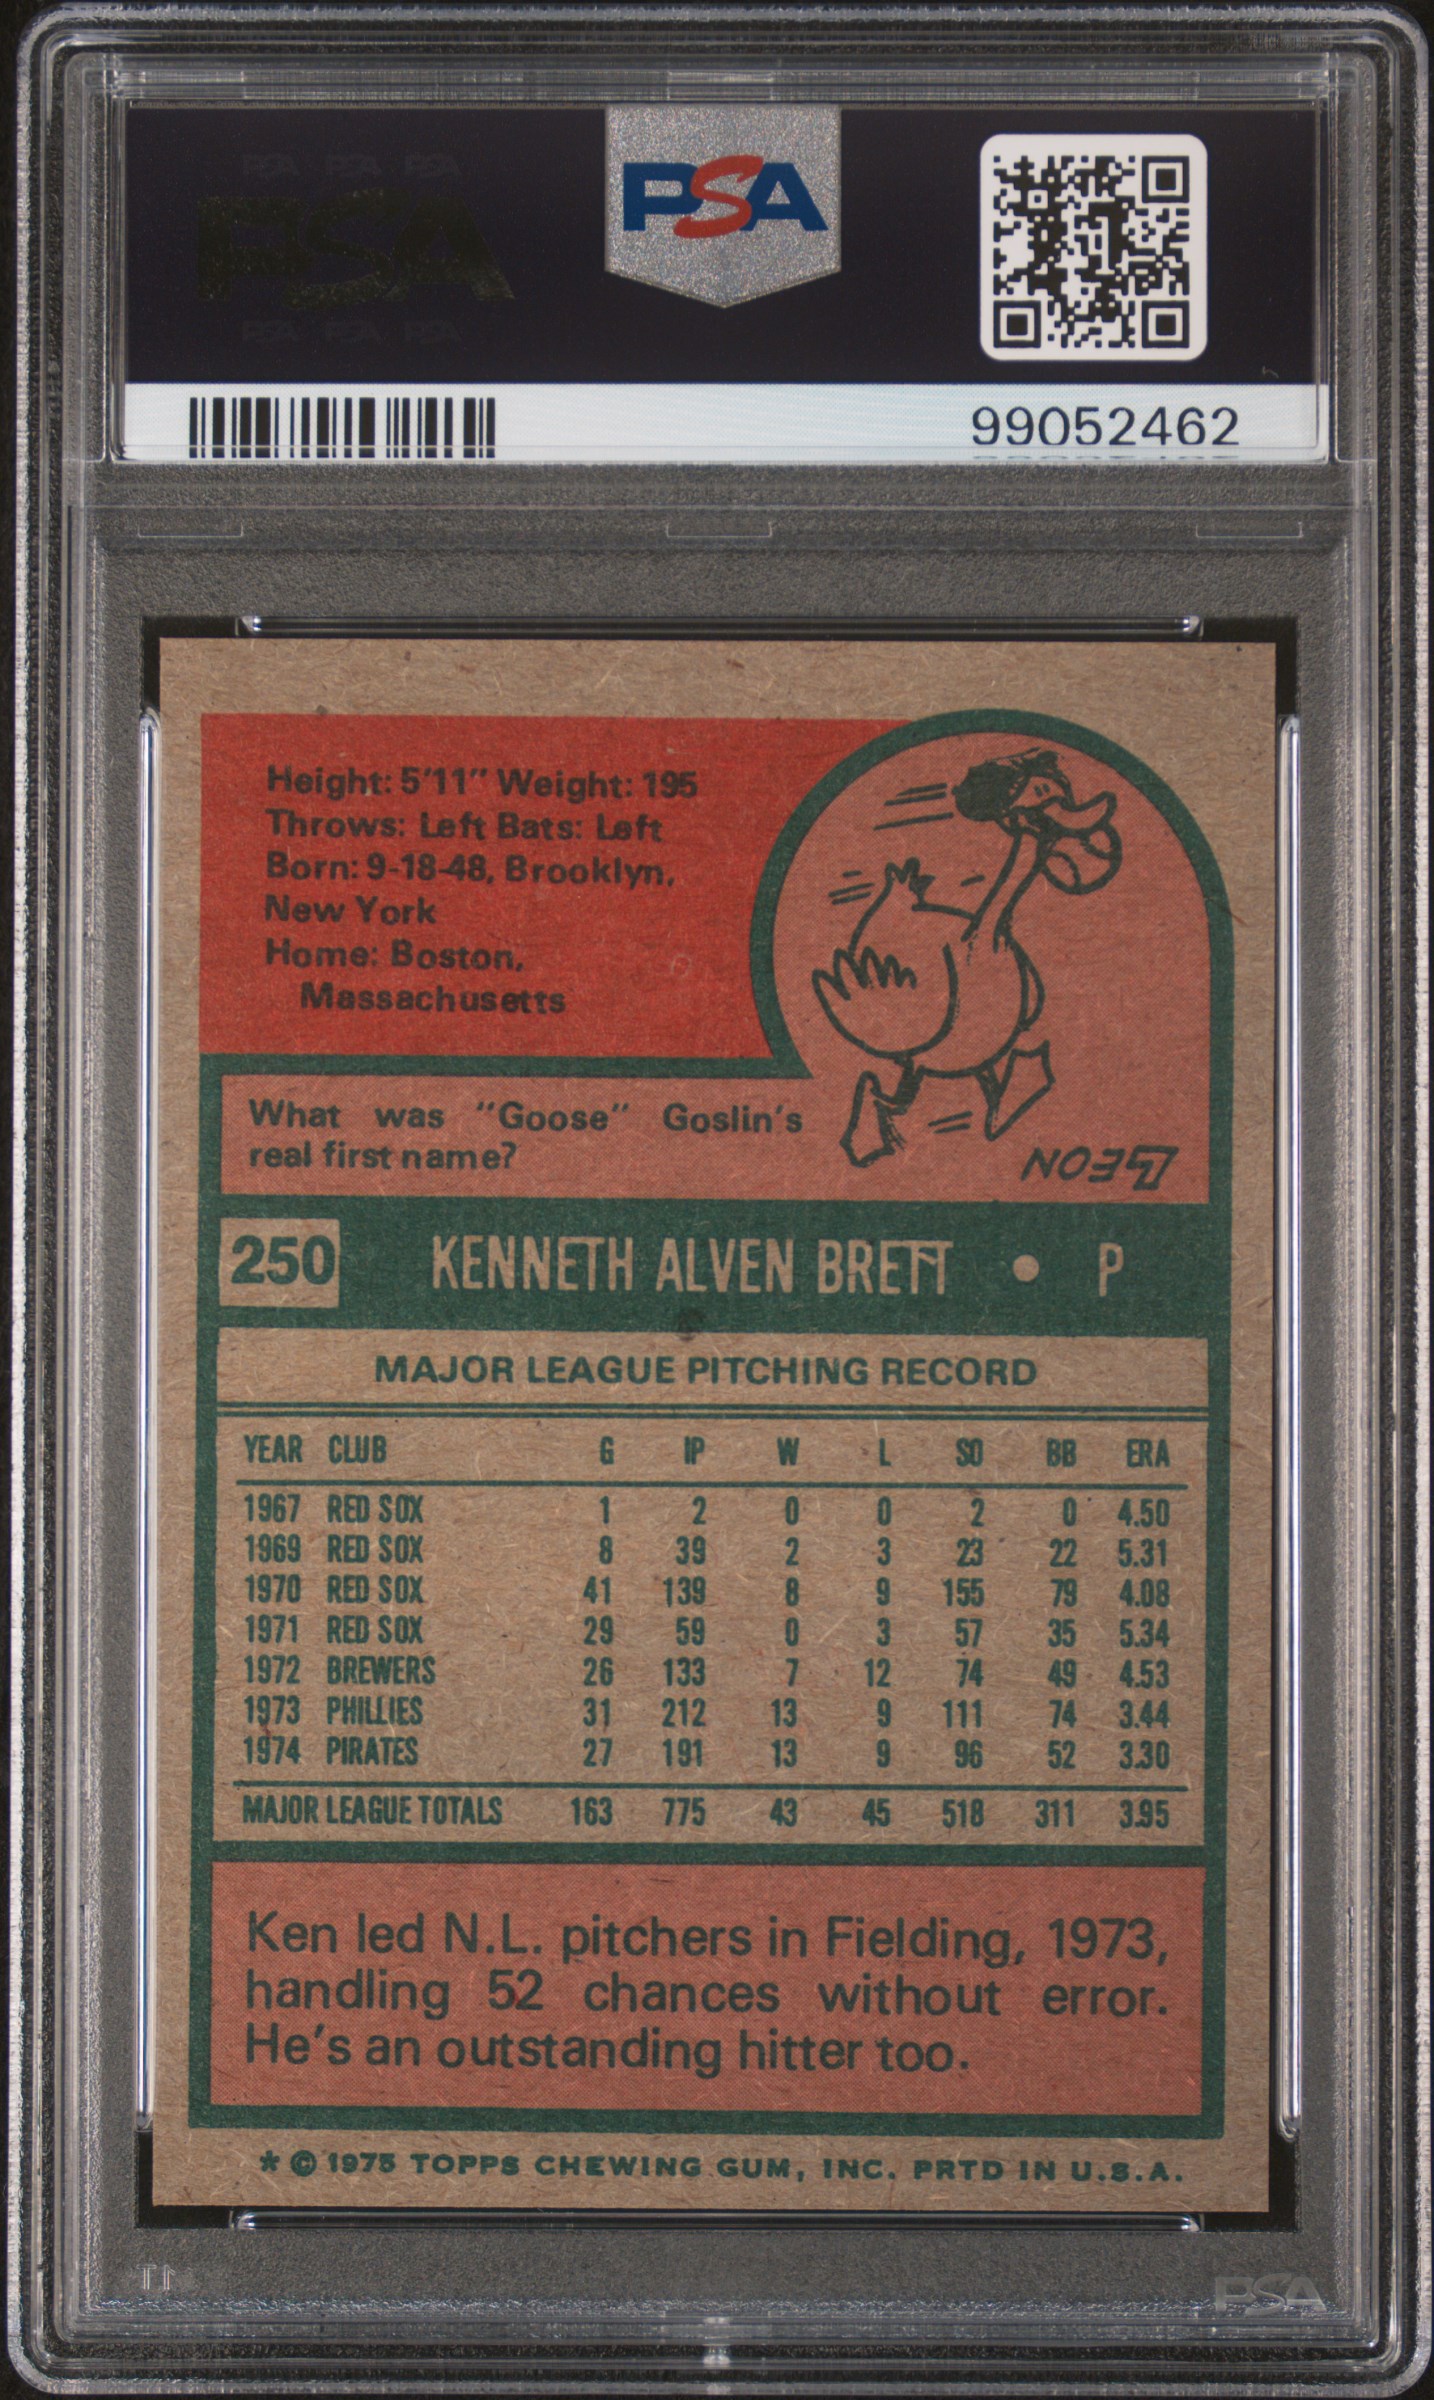 PSA PSA PSA
PSA
PSA PSA PSA
PSA
99052462
Height: 5'11" Weight: 195
Throws: Left Bats: Left
Born: 9-18-48, Brooklyn,
New York
Home: Boston,
Massachusetts
What was "Goose" Goslin's
real first name?
LEON
250 KENNETH ALVEN BRETT • P
MAJOR LEAGUE PITCHING RECORD
YEAR CLUB G IP W L SO BB ERA
1967 RED SOX 1 2 0 0 2 0 4.50
1969 RED SOX 8 39 2 3 23 22 5.31
1970 RED SOX 41 139 8 9 155 79 4.08
1971 RED SOX 29 59 0 3 57 35 5.34
1972 BREWERS 26 133 7 12 74 49 4.53
1973 PHILLIES 31 212 13 9 111 74 3.44
1974 PIRATES 27 191 13 9 96 52 3.30
MAJOR LEAGUE TOTALS 163 775 43 45 518 311 3.95
Ken led N.L. pitchers in Fielding, 1973,
handling 52 chances without error.
He's an outstanding hitter too.
* © 1975 TOPPS CHEWING GUM, INC. PRTD IN U.S.A.
PSA